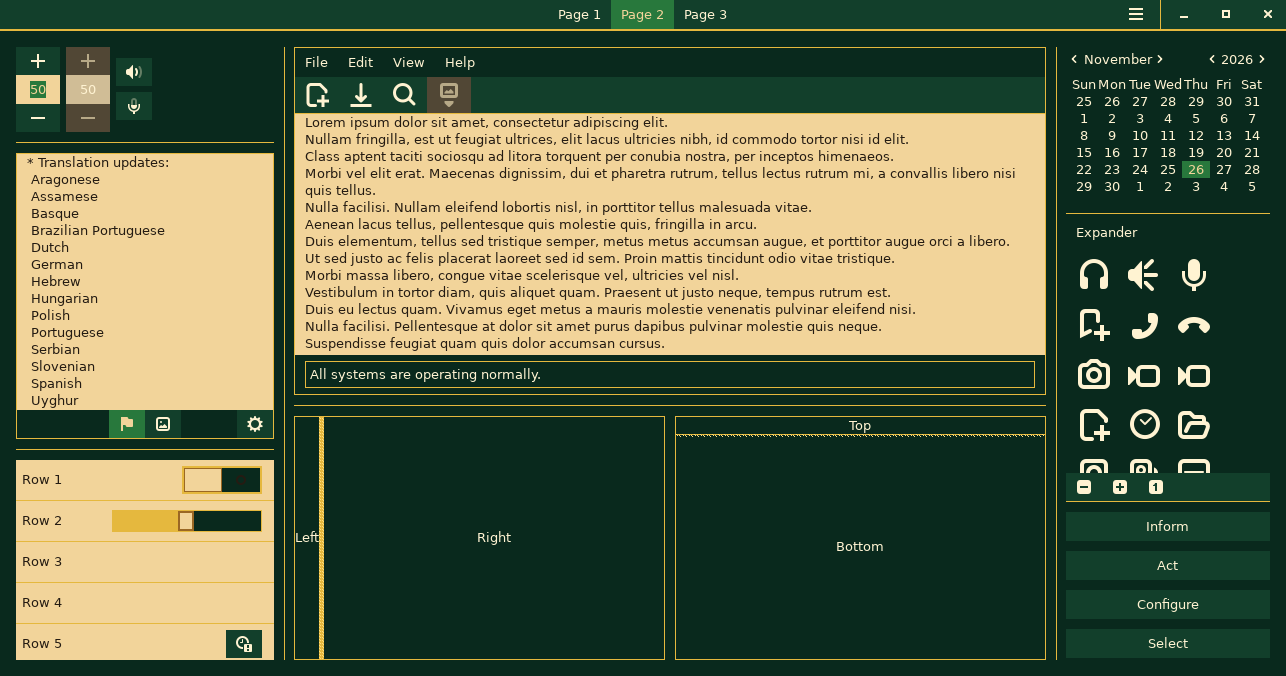 Page 1 Page 2 Page 3
50 50
* Translation updates:
Aragonese
Assamese
Basque
Brazilian Portuguese
Dutch
German
Hebrew
Hungarian
Polish
Portuguese
Serbian
Slovenian
Spanish
Uyghur
Row 1
Row 2
Row 3
Row 4
Row 5
File Edit View Help
Lorem ipsum dolor sit amet, consectetur adipiscing elit.
Nullam fringilla, est ut feugiat ultrices, elit lacus ultricies nibh, id commodo tortor nisi id elit.
Class aptent taciti sociosqu ad litora torquent per conubia nostra, per inceptos himenaeos.
Morbi vel elit erat. Maecenas dignissim, dui et pharetra rutrum, tellus lectus rutrum mi, a convallis libero nisi
quis tellus.
Nulla facilisi. Nullam eleifend lobortis nisl, in porttitor tellus malesuada vitae.
Aenean lacus tellus, pellentesque quis molestie quis, fringilla in arcu.
Duis elementum, tellus sed tristique semper, metus metus accumsan augue, et porttitor augue orci a libero.
Ut sed justo ac felis placerat laoreet sed id sem. Proin mattis tincidunt odio vitae tristique.
Morbi massa libero, congue vitae scelerisque vel, ultricies vel nisl.
Vestibulum in tortor diam, quis aliquet quam. Praesent ut justo neque, tempus rutrum est.
Duis eu lectus quam. Vivamus eget metus a mauris molestie venenatis pulvinar eleifend nisi.
Nulla facilisi. Pellentesque at dolor sit amet purus dapibus pulvinar molestie quis neque.
Suspendisse feugiat quam quis dolor accumsan cursus.
All systems are operating normally.
Left
Right
Top
Bottom
November 2026
Sun Mon Tue Wed Thu Fri Sat
25 26 27 28 29 30 31
1 2 3 4 5 6 7
8 9 10 11 12 13 14
15 16 17 18 19 20 21
22 23 24 25 26 27 28
29 30 1 2 3 4 5
Expander
1
Inform
Act
Configure
Select